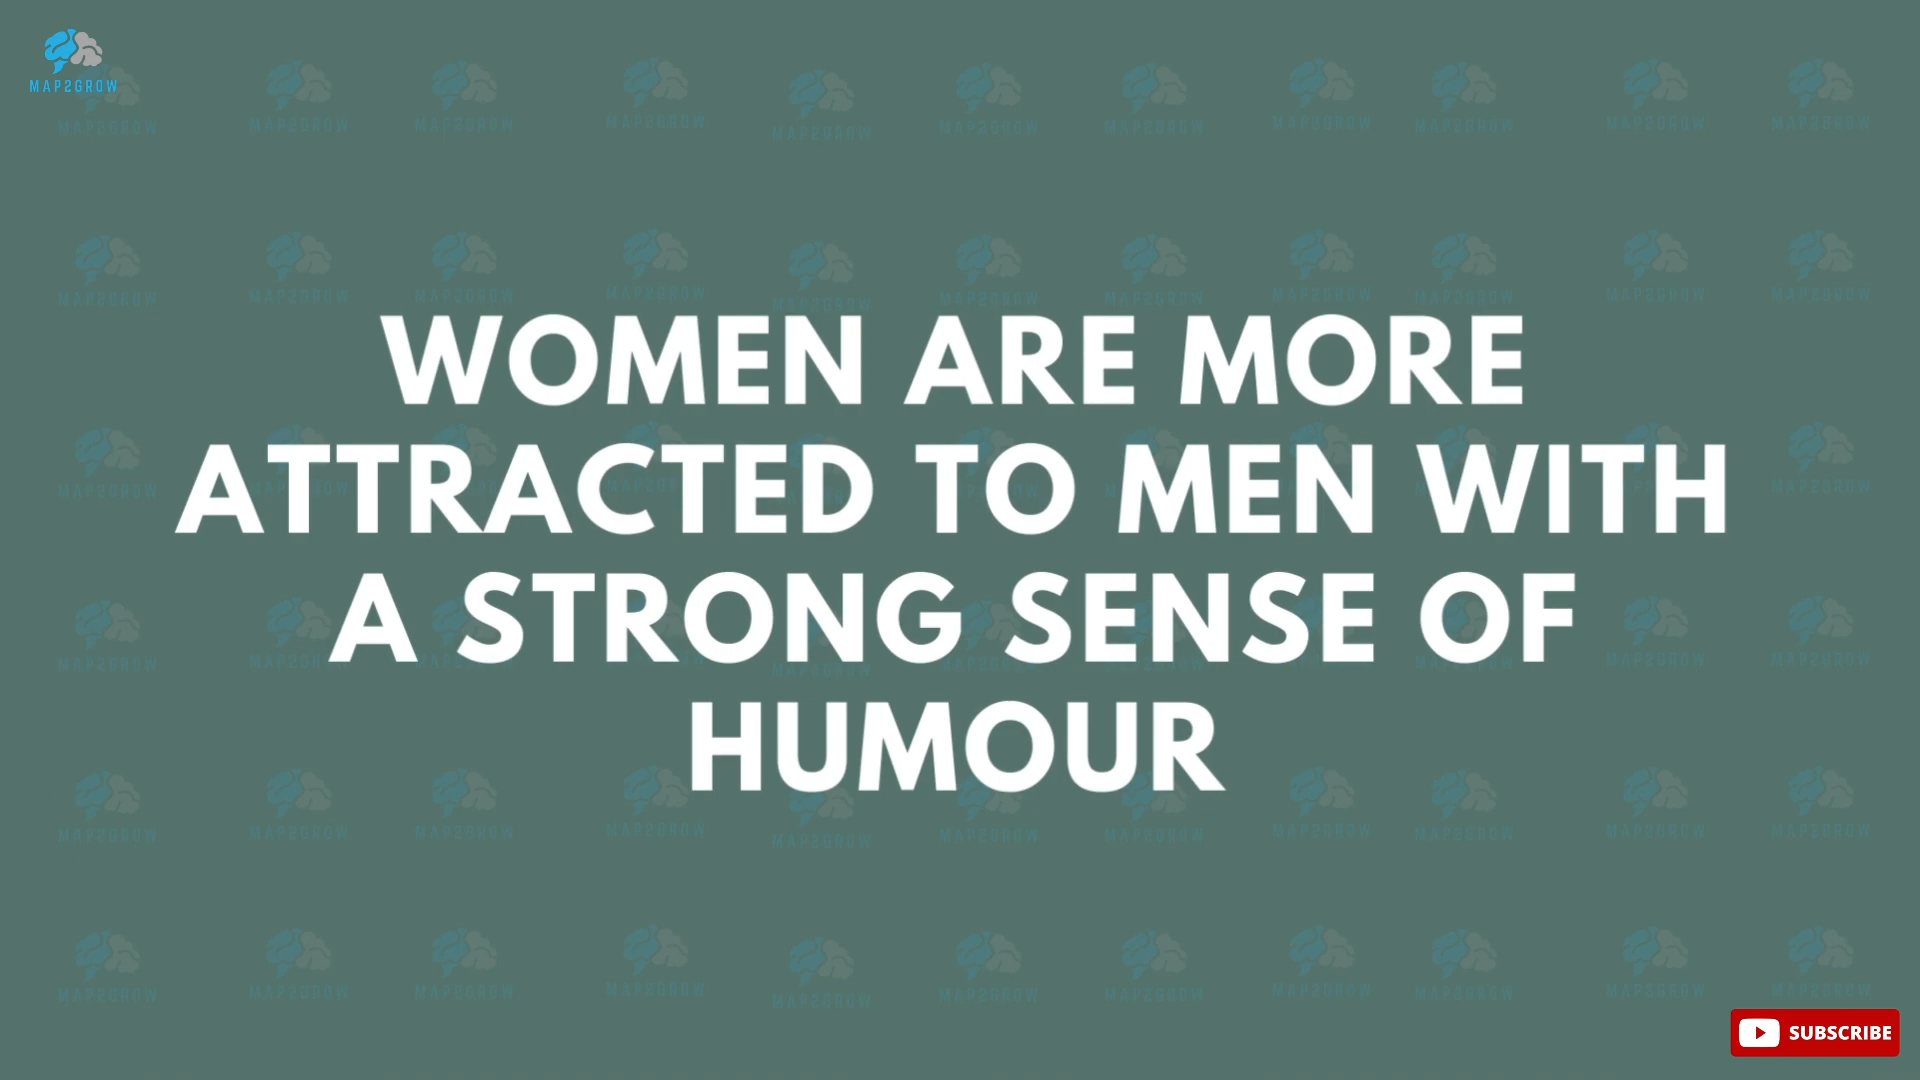 MAP2GROW
WOMEN ARE MORE
ATTRACTED TO MEN WITH
A STRONG SENSE OF
HUMOUR
SUBSCRIBE